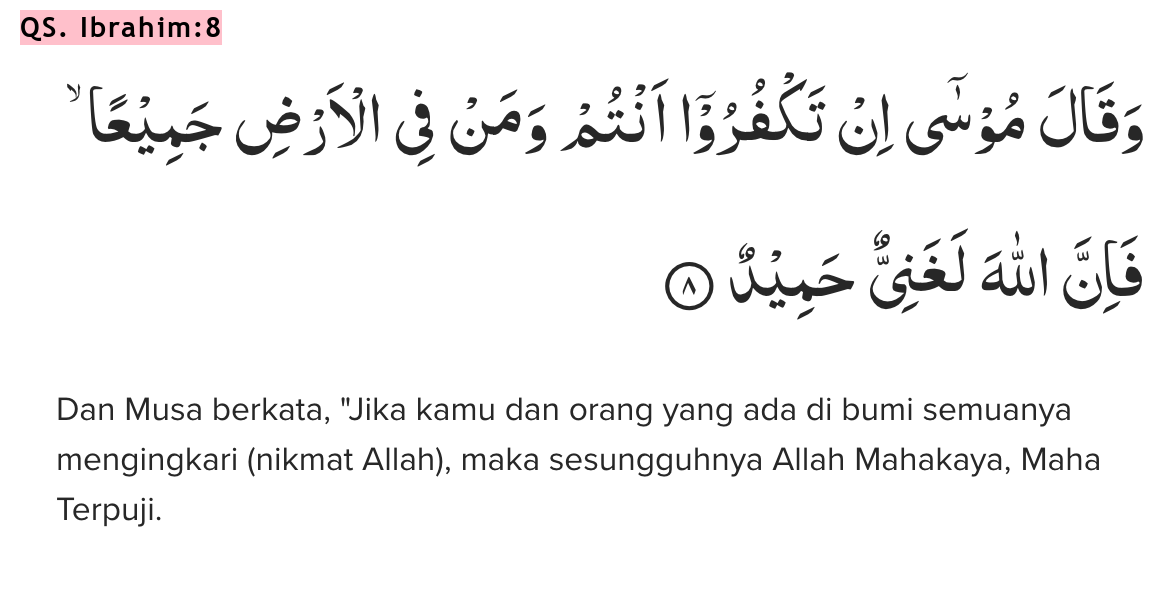 QS. Ibrahim:8
وَقَالَ مُوْسٰٓى اِنْ تَكْفُرُوْٓا اَنْتُمْ وَمَنْ فِى الْاَرْضِ جَمِيْعًا ۙ
فَاِنَّ اللّٰهَ لَغَنِيٌّ حَمِيْدٌ ٨
Dan Musa berkata, "Jika kamu dan orang yang ada di bumi semuanya
mengingkari (nikmat Allah), maka sesungguhnya Allah Mahakaya, Maha
Terpuji.